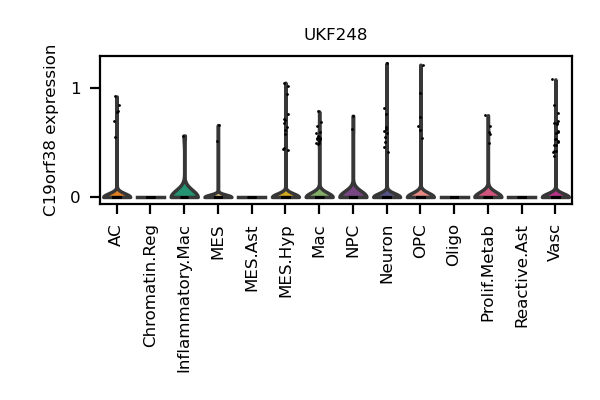 UKF248
C19orf38 expression
1
0
AC
Chromatin.Reg
Inflammatory.Mac
MES
MES.Ast
MES.Hyp
Mac
NPC
Neuron
OPC
Oligo
Prolif.Metab
Reactive.Ast
Vasc